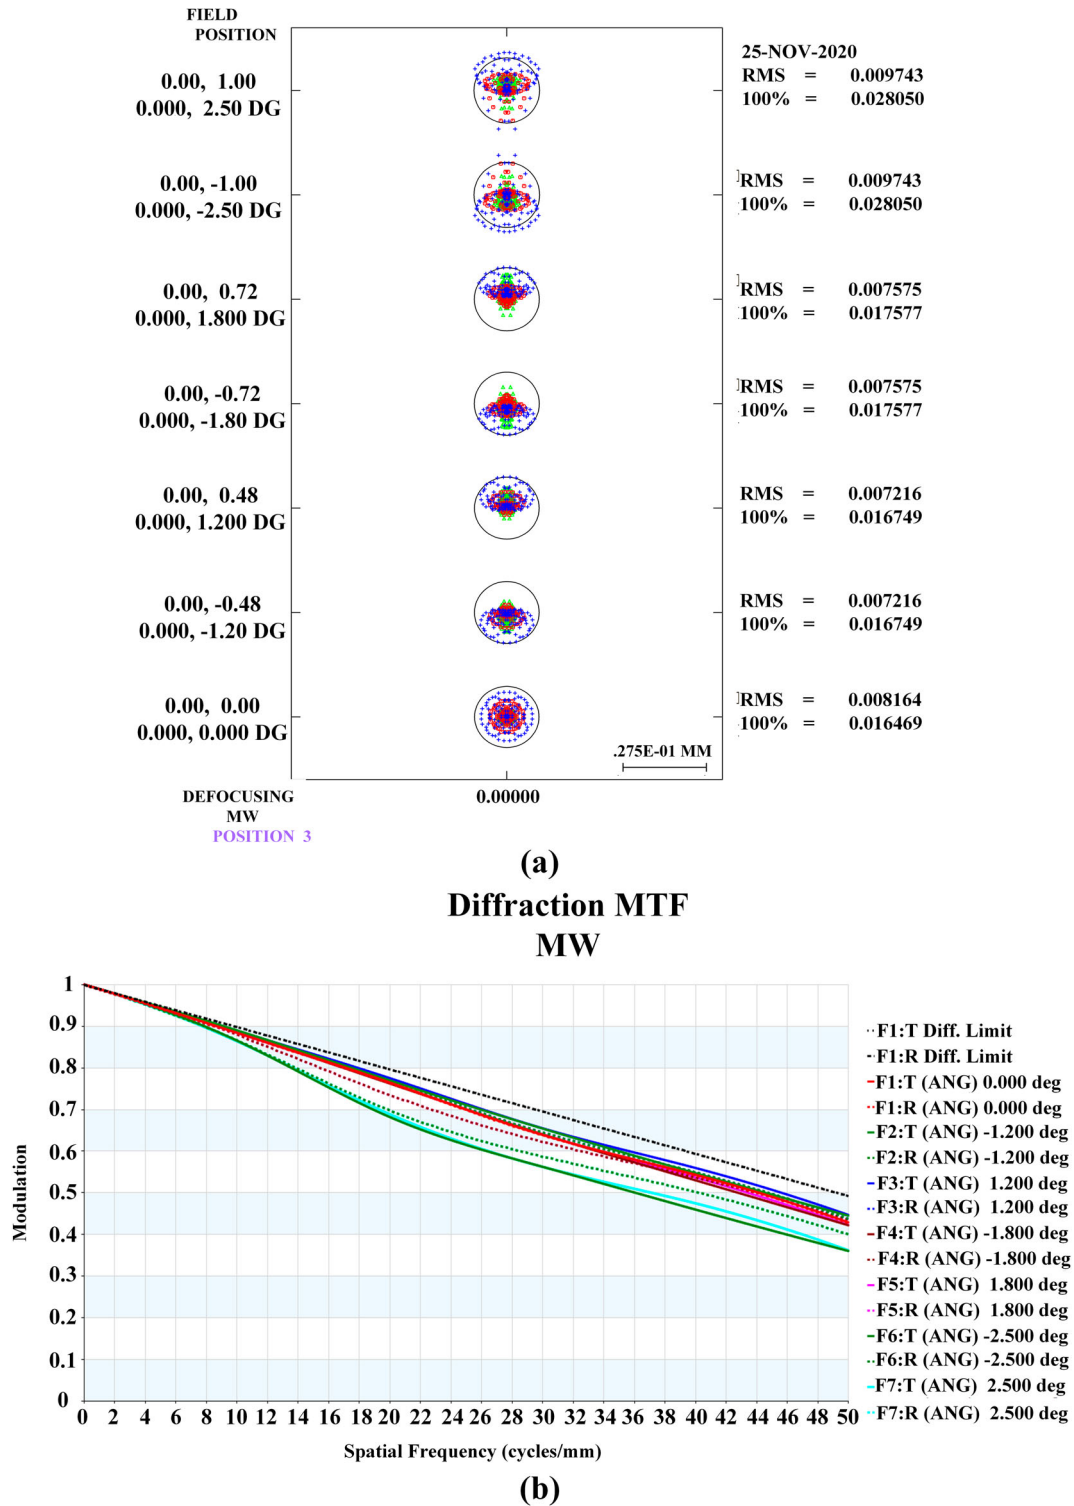 FIELD
POSITION
25-NOV-2020
0.00, 1.00
0.000, 2.50 DG
RMS = 0.009743
100% = 0.028050
0.00, -1.00
0.000, -2.50 DG
RMS = 0.009743
100% = 0.028050
0.00, 0.72
0.000, 1.800 DG
RMS = 0.007575
100% = 0.017577
0.00, -0.72
0.000, -1.80 DG
RMS = 0.007575
100% = 0.017577
0.00, 0.48
0.000, 1.200 DG
RMS = 0.007216
100% = 0.016749
0.00, -0.48
0.000, -1.20 DG
RMS = 0.007216
100% = 0.016749
0.00, 0.00
0.000, 0.000 DG
RMS = 0.008164
100% = 0.016469
.275E-01 MM
DEFOCUSING
MW
POSITION 3
0.00000
(a)
Diffraction MTF
MW
Modulation
1
0.9
0.8
0.7
0.6
0.5
0.4
0.3
0.2
0.1
0
0 2 4 6 8 10 12 14 16 18 20 22 24 26 28 30 32 34 36 38 40 42 44 46 48 50
Spatial Frequency (cycles/mm)
F1:T Diff. Limit
F1:R Diff. Limit
F1:T (ANG) 0.000 deg
F1:R (ANG) 0.000 deg
F2:T (ANG) -1.200 deg
F2:R (ANG) -1.200 deg
F3:T (ANG) 1.200 deg
F3:R (ANG) 1.200 deg
F4:T (ANG) -1.800 deg
F4:R (ANG) -1.800 deg
F5:T (ANG) 1.800 deg
F5:R (ANG) 1.800 deg
F6:T (ANG) -2.500 deg
F6:R (ANG) -2.500 deg
F7:T (ANG) 2.500 deg
F7:R (ANG) 2.500 deg
(b)